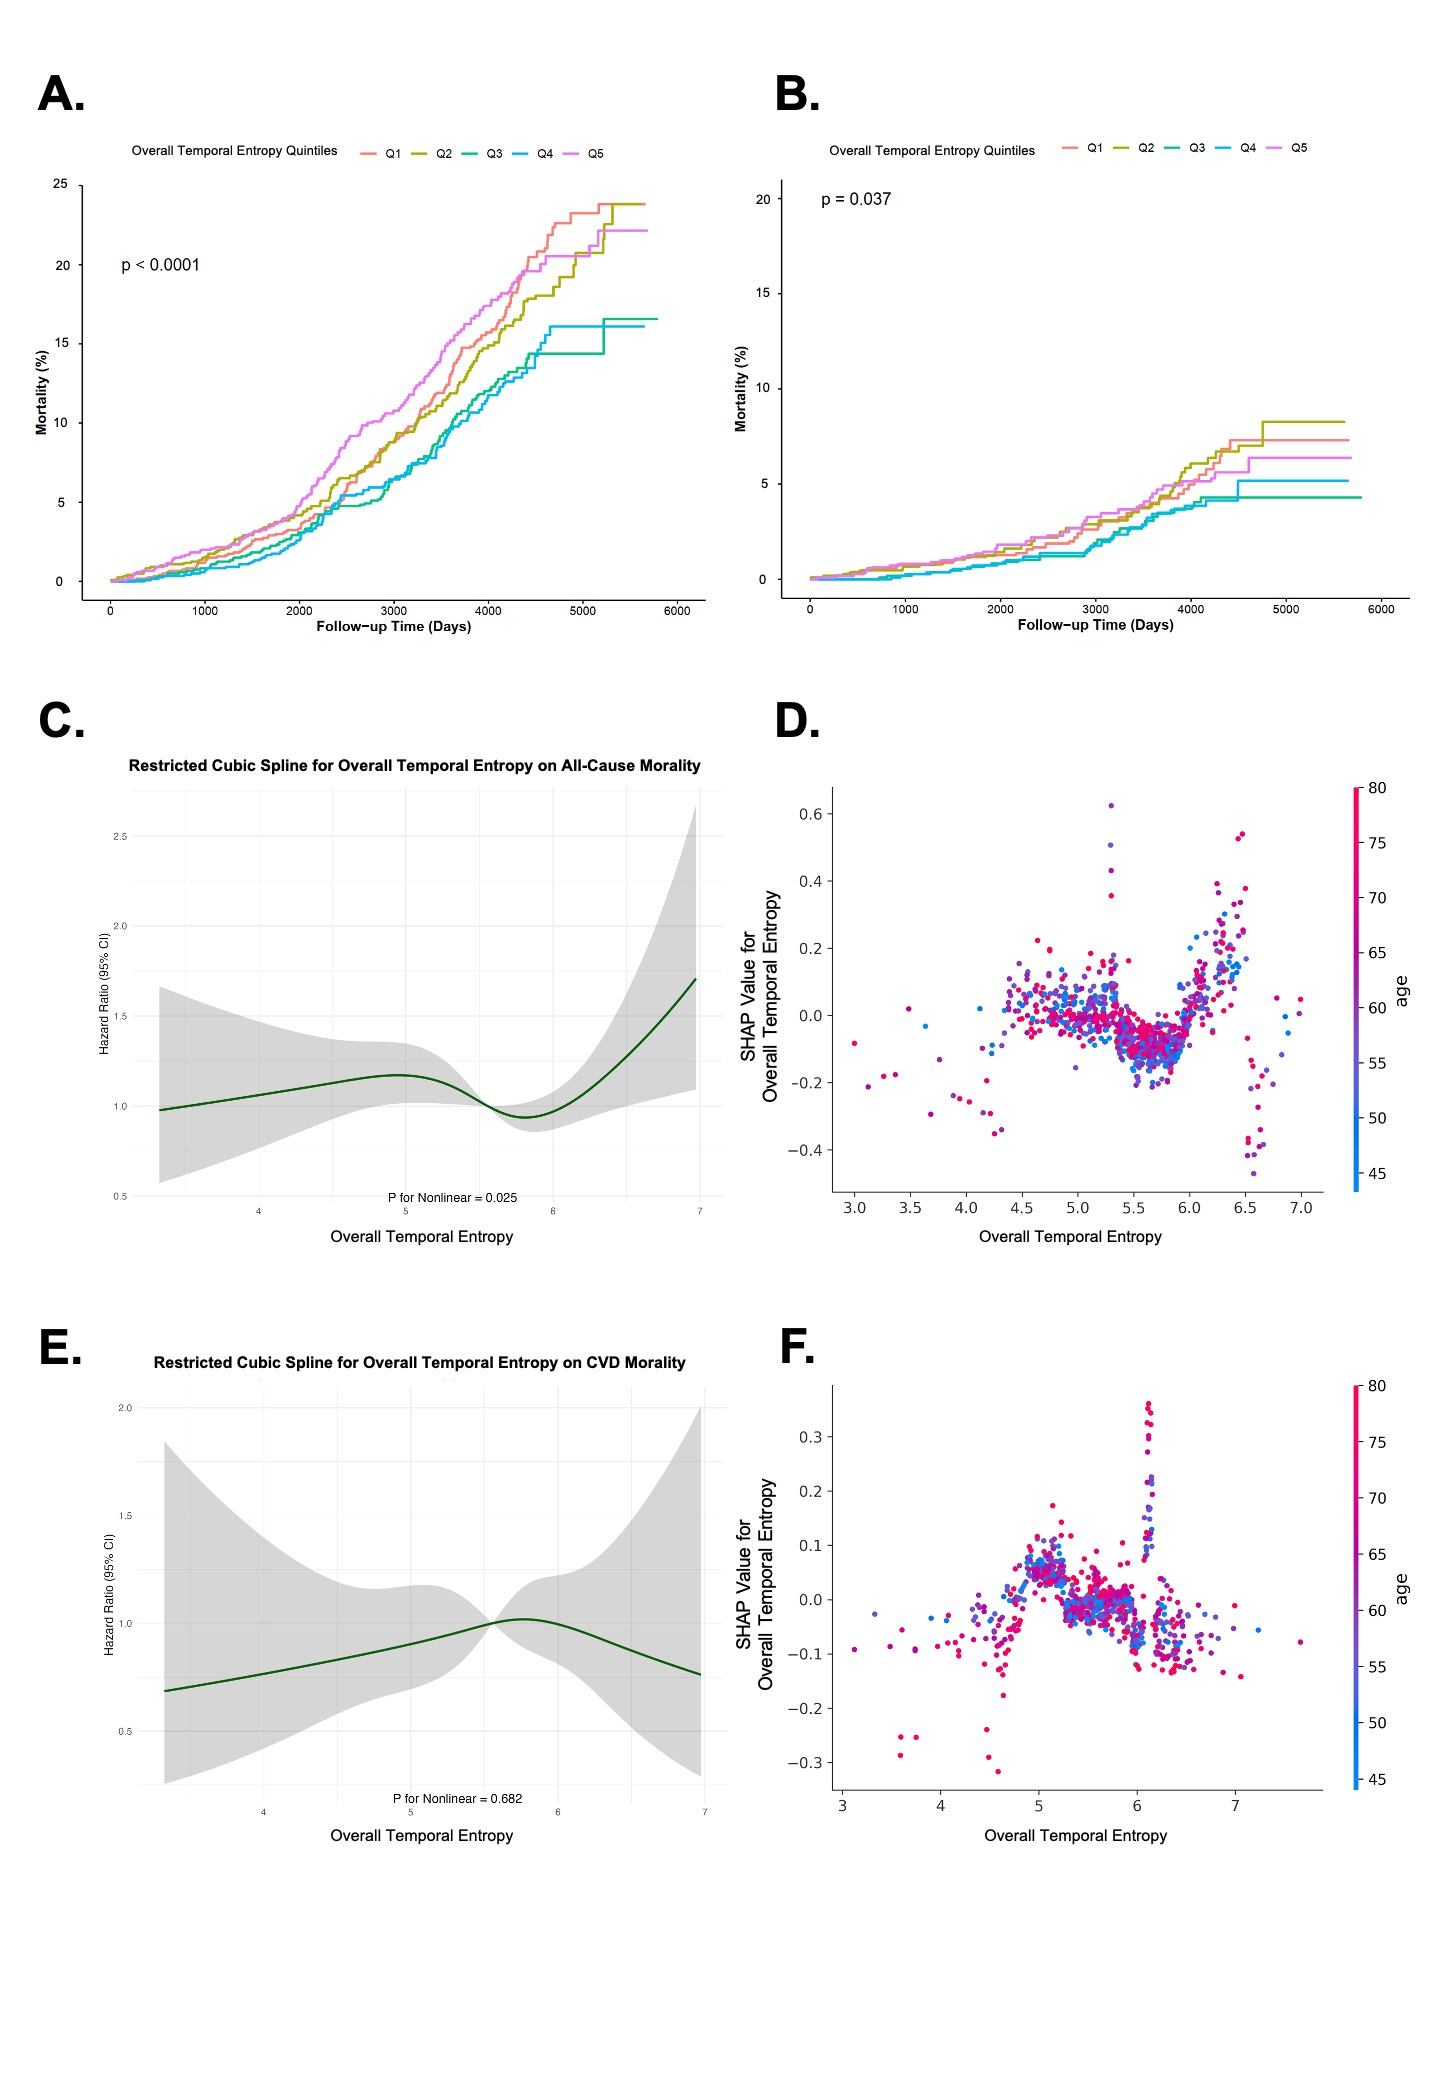 A.
Overall Temporal Entropy Quintiles Q1 Q2 Q3 Q4 Q5
25
20
15
10
5
0
p < 0.0001
Mortality (%)
0 1000 2000 3000 4000 5000 6000
Follow−up Time (Days)
B.
Overall Temporal Entropy Quintiles Q1 Q2 Q3 Q4 Q5
20
15
10
5
0
p = 0.037
Mortality (%)
0 1000 2000 3000 4000 5000 6000
Follow−up Time (Days)
C.
Restricted Cubic Spline for Overall Temporal Entropy on All-Cause Morality
2.5
2.0
1.5
1.0
0.5
Hazard Ratio (95% CI)
P for Nonlinear = 0.025
4 5 6 7
Overall Temporal Entropy
D.
0.6
0.4
0.2
0.0
−0.2
−0.4
SHAP Value for
Overall Temporal Entropy
3.0 3.5 4.0 4.5 5.0 5.5 6.0 6.5 7.0
Overall Temporal Entropy
80
75
70
65
60
55
50
45
age
E.
Restricted Cubic Spline for Overall Temporal Entropy on CVD Morality
2.0
1.5
1.0
0.5
Hazard Ratio (95% CI)
P for Nonlinear = 0.682
4 5 6 7
Overall Temporal Entropy
F.
0.3
0.2
0.1
0.0
−0.1
−0.2
−0.3
SHAP Value for
Overall Temporal Entropy
3 4 5 6 7
Overall Temporal Entropy
80
75
70
65
60
55
50
45
age